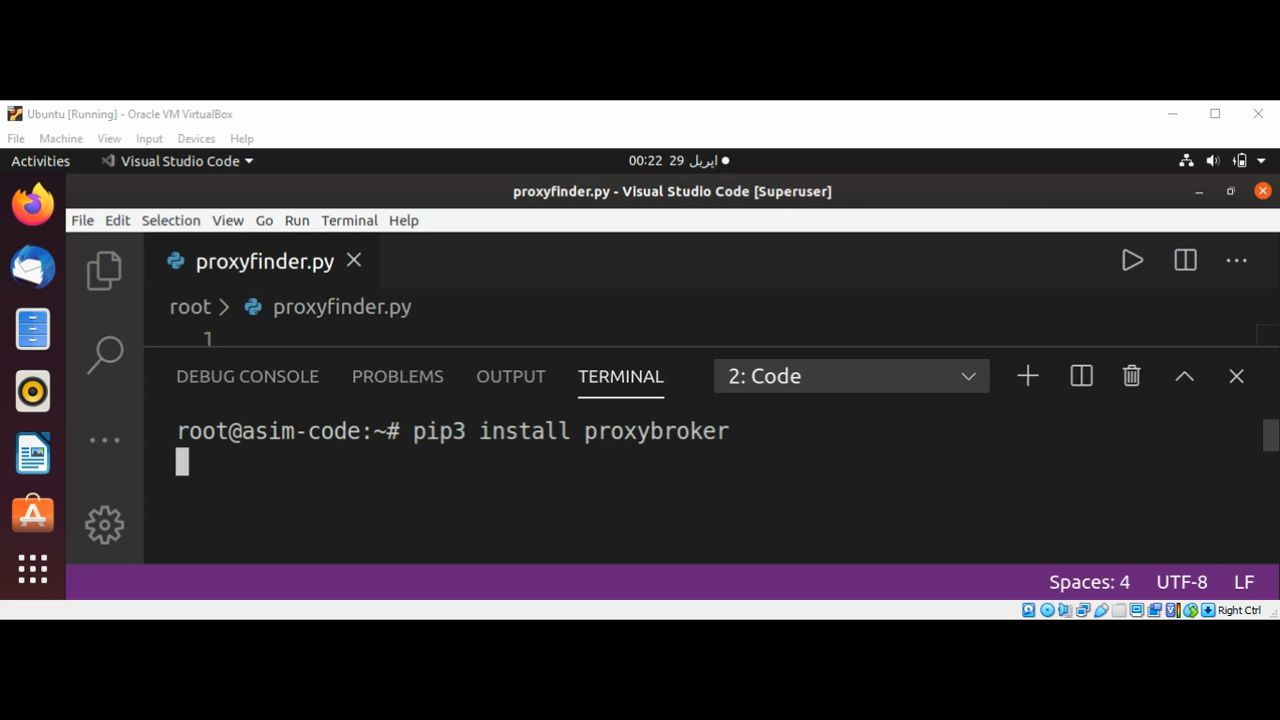 Ubuntu [Running] - Oracle VM VirtualBox
File Machine View Input Devices Help
Activities Visual Studio Code 00:22 29 اپریل
proxyfinder.py - Visual Studio Code [Superuser]
File Edit Selection View Go Run Terminal Help
proxyfinder.py
root > proxyfinder.py
1
DEBUG CONSOLE PROBLEMS OUTPUT TERMINAL 2: Code
root@asim-code:~# pip3 install proxybroker
Spaces: 4 UTF-8 LF
Right Ctrl